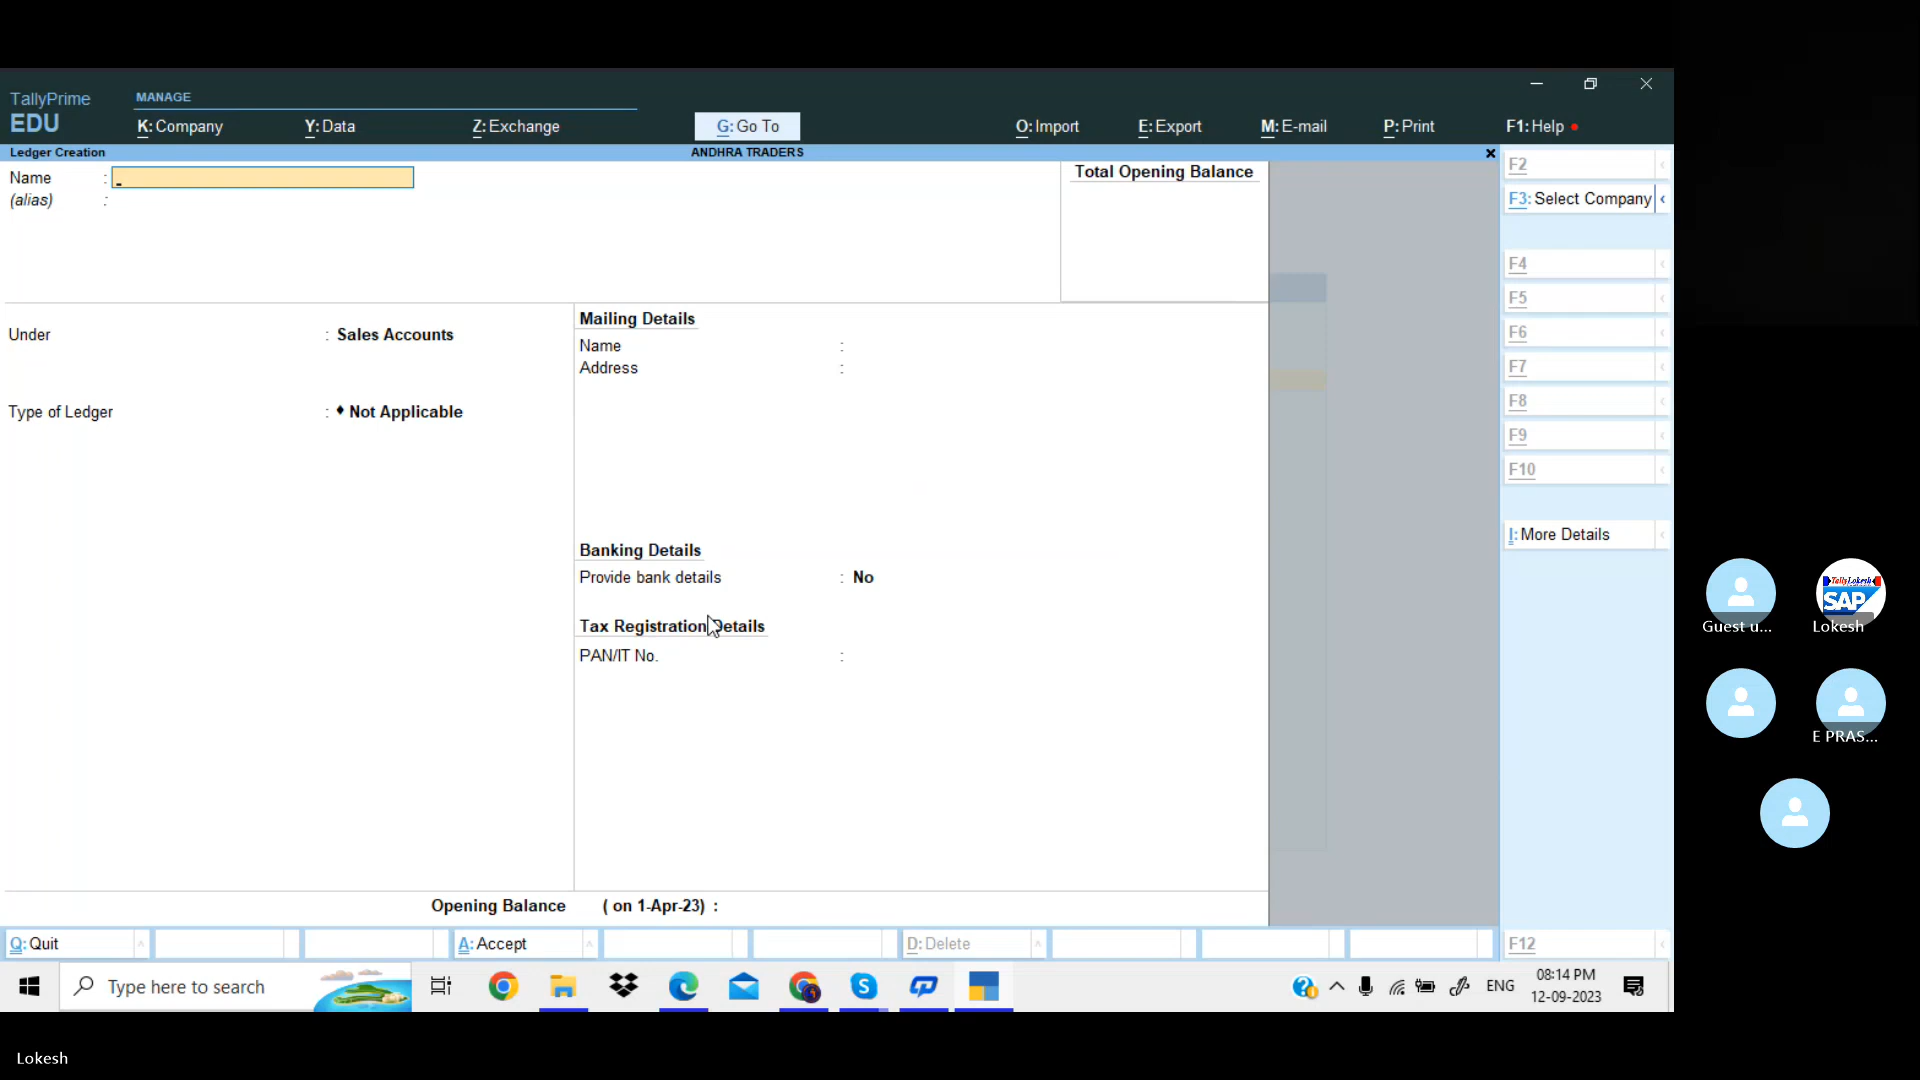 TallyPrime
EDU
MANAGE
K: Company
Y: Data
Z: Exchange
G: Go To
O: Import
E: Export
M: E-mail
P: Print
F1: Help
Ledger Creation
ANDHRA TRADERS
Name :
(alias) :
Total Opening Balance
F2
F3: Select Company
F4
F5
F6
F7
F8
F9
F10
I: More Details
Under : Sales Accounts
Type of Ledger : ♦ Not Applicable
Mailing Details
Name :
Address :
Banking Details
Provide bank details : No
Tax Registration Details
PAN/IT No. :
Opening Balance ( on 1-Apr-23) :
Q: Quit
A: Accept
D: Delete
F12
Type here to search
ENG
08:14 PM
12-09-2023
Guest u...
Tally Lokesh
SAP
Lokesh
E PRAS...
Lokesh